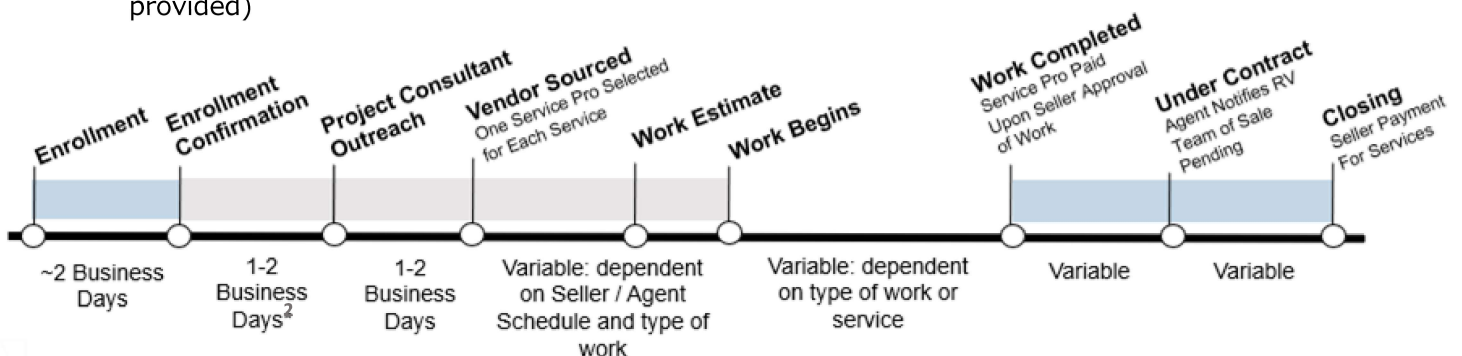 provided)
Enrollment
Enrollment
Confirmation
Project Consultant
Outreach
Vendor Sourced
One Service Pro Selected
for Each Service
Work Estimate
Work Begins
Work Completed
Service Pro Paid
Upon Seller Approval
of Work
Under Contract
Agent Notifies RV
Team of Sale
Pending
Closing
Seller Payment
For Services
~2 Business
Days
1-2
Business
Days2
1-2
Business
Days
Variable: dependent
on Seller / Agent
Schedule and type of
work
Variable: dependent
on type of work or
service
Variable
Variable